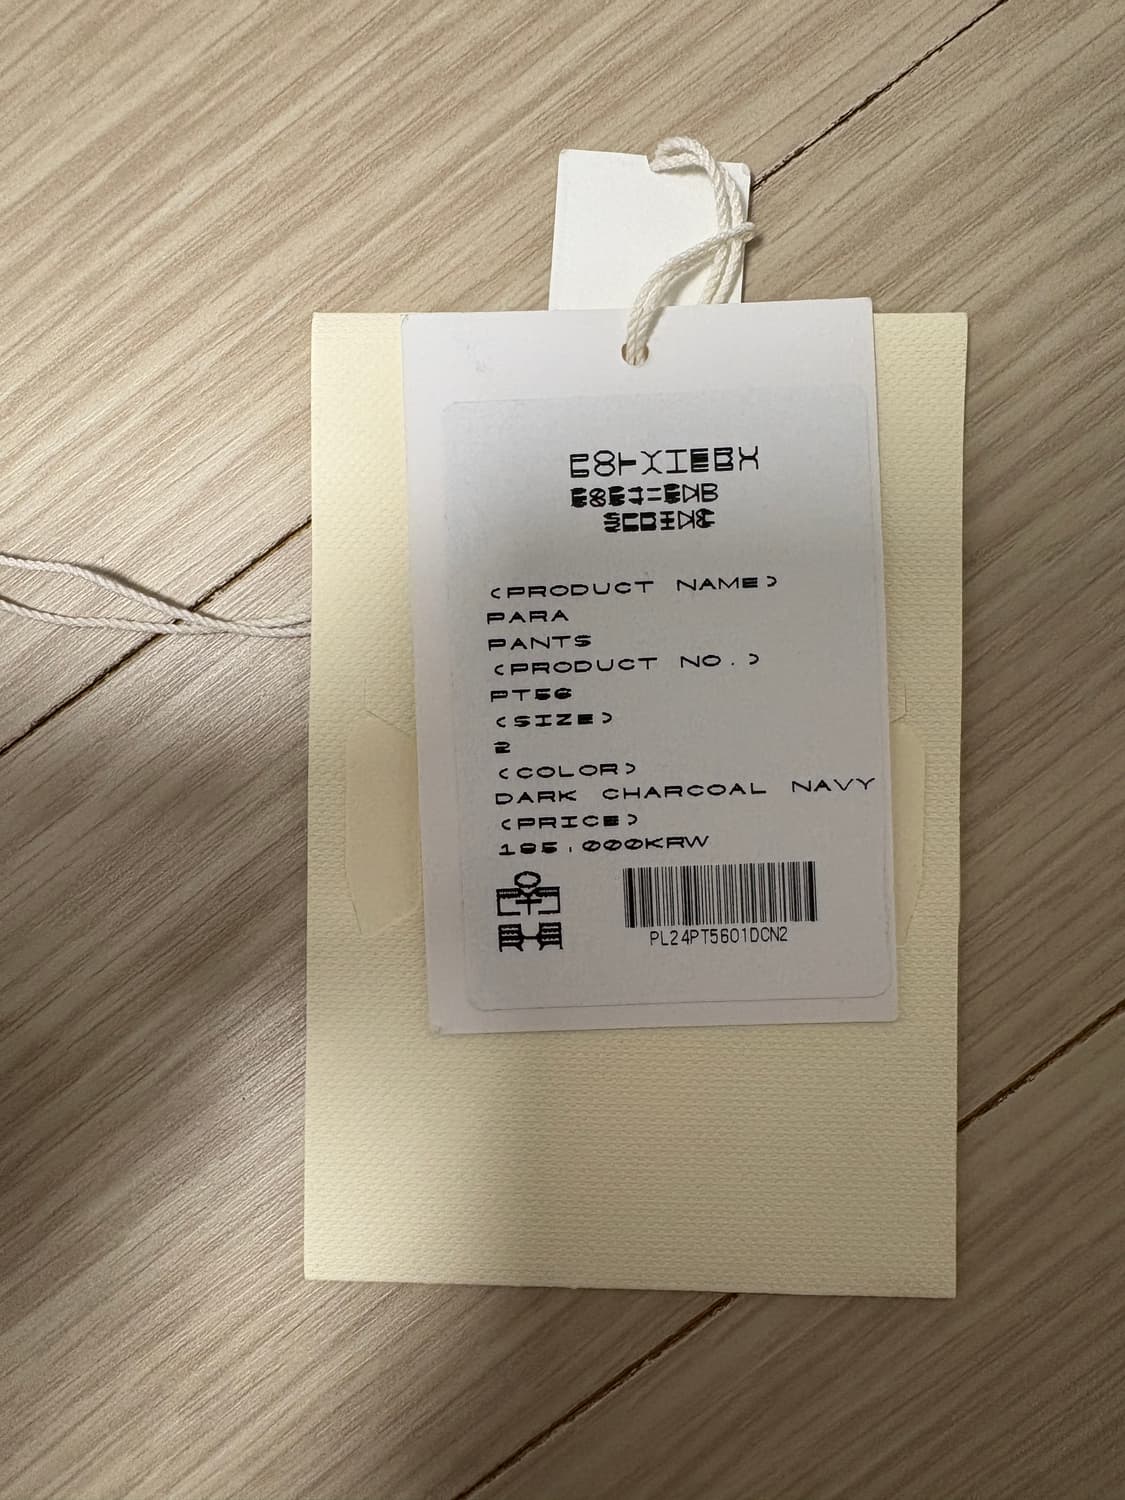 <PRODUCT NAME>
PARA
PANTS
<PRODUCT NO.>
PT56
<SIZE>
2
<COLOR>
DARK CHARCOAL NAVY
<PRICE>
195,000KRW
PL24PT5601DCN2